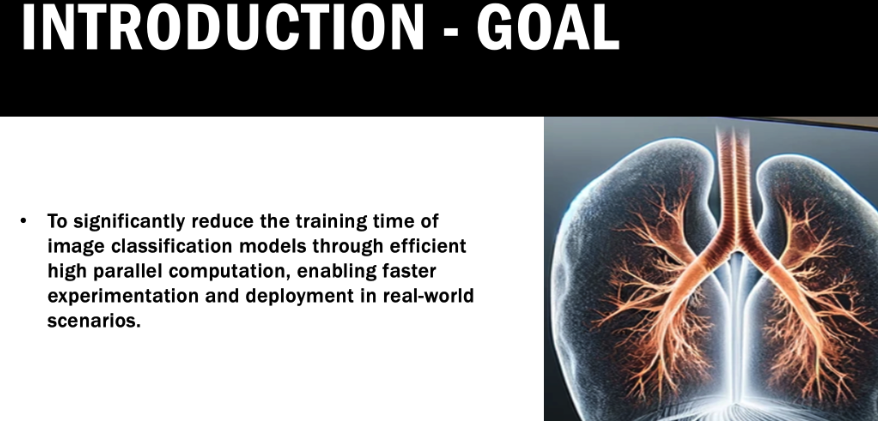 INTRODUCTION - GOAL
• To significantly reduce the training time of
image classification models through efficient
high parallel computation, enabling faster
experimentation and deployment in real-world
scenarios.